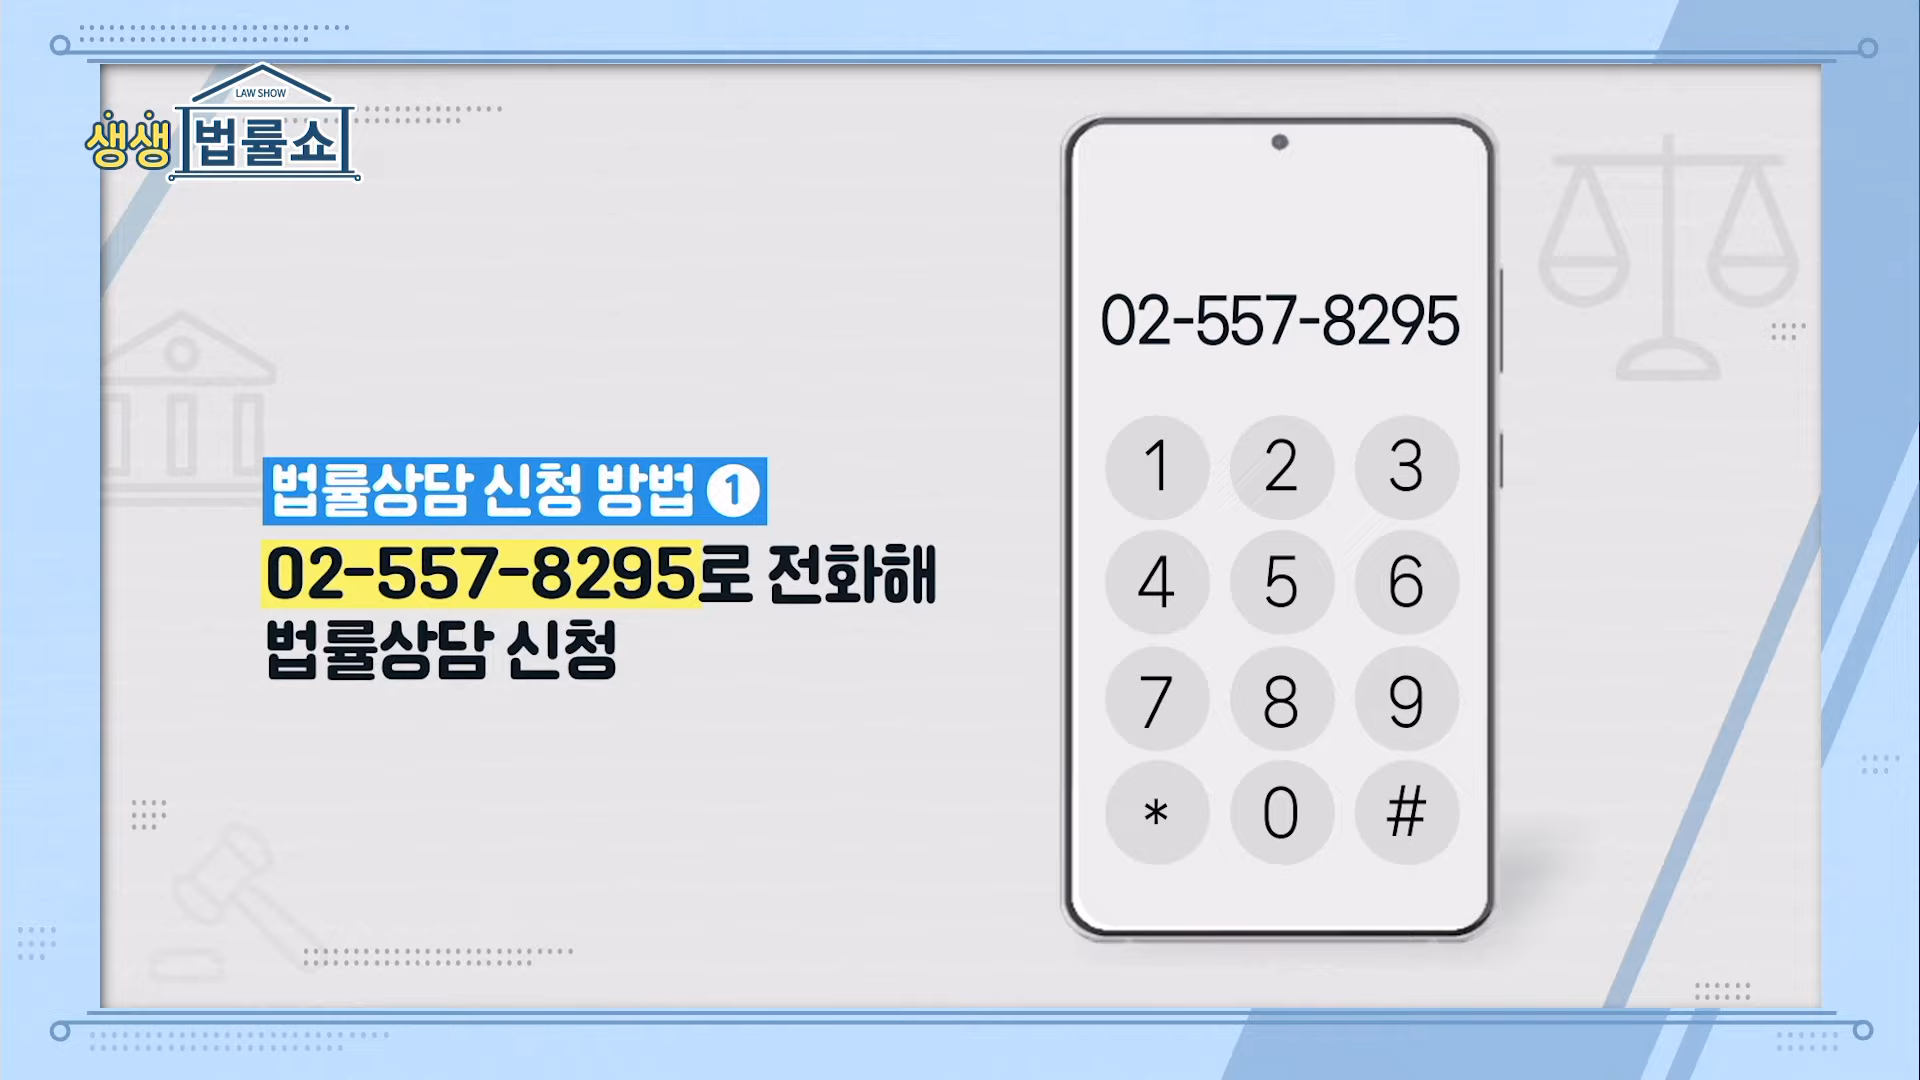 LAW SHOW
생생 법률쇼
법률상담 신청 방법 ❶
02-557-8295로 전화해
법률상담 신청
02-557-8295
1 2 3
4 5 6
7 8 9
* 0 #